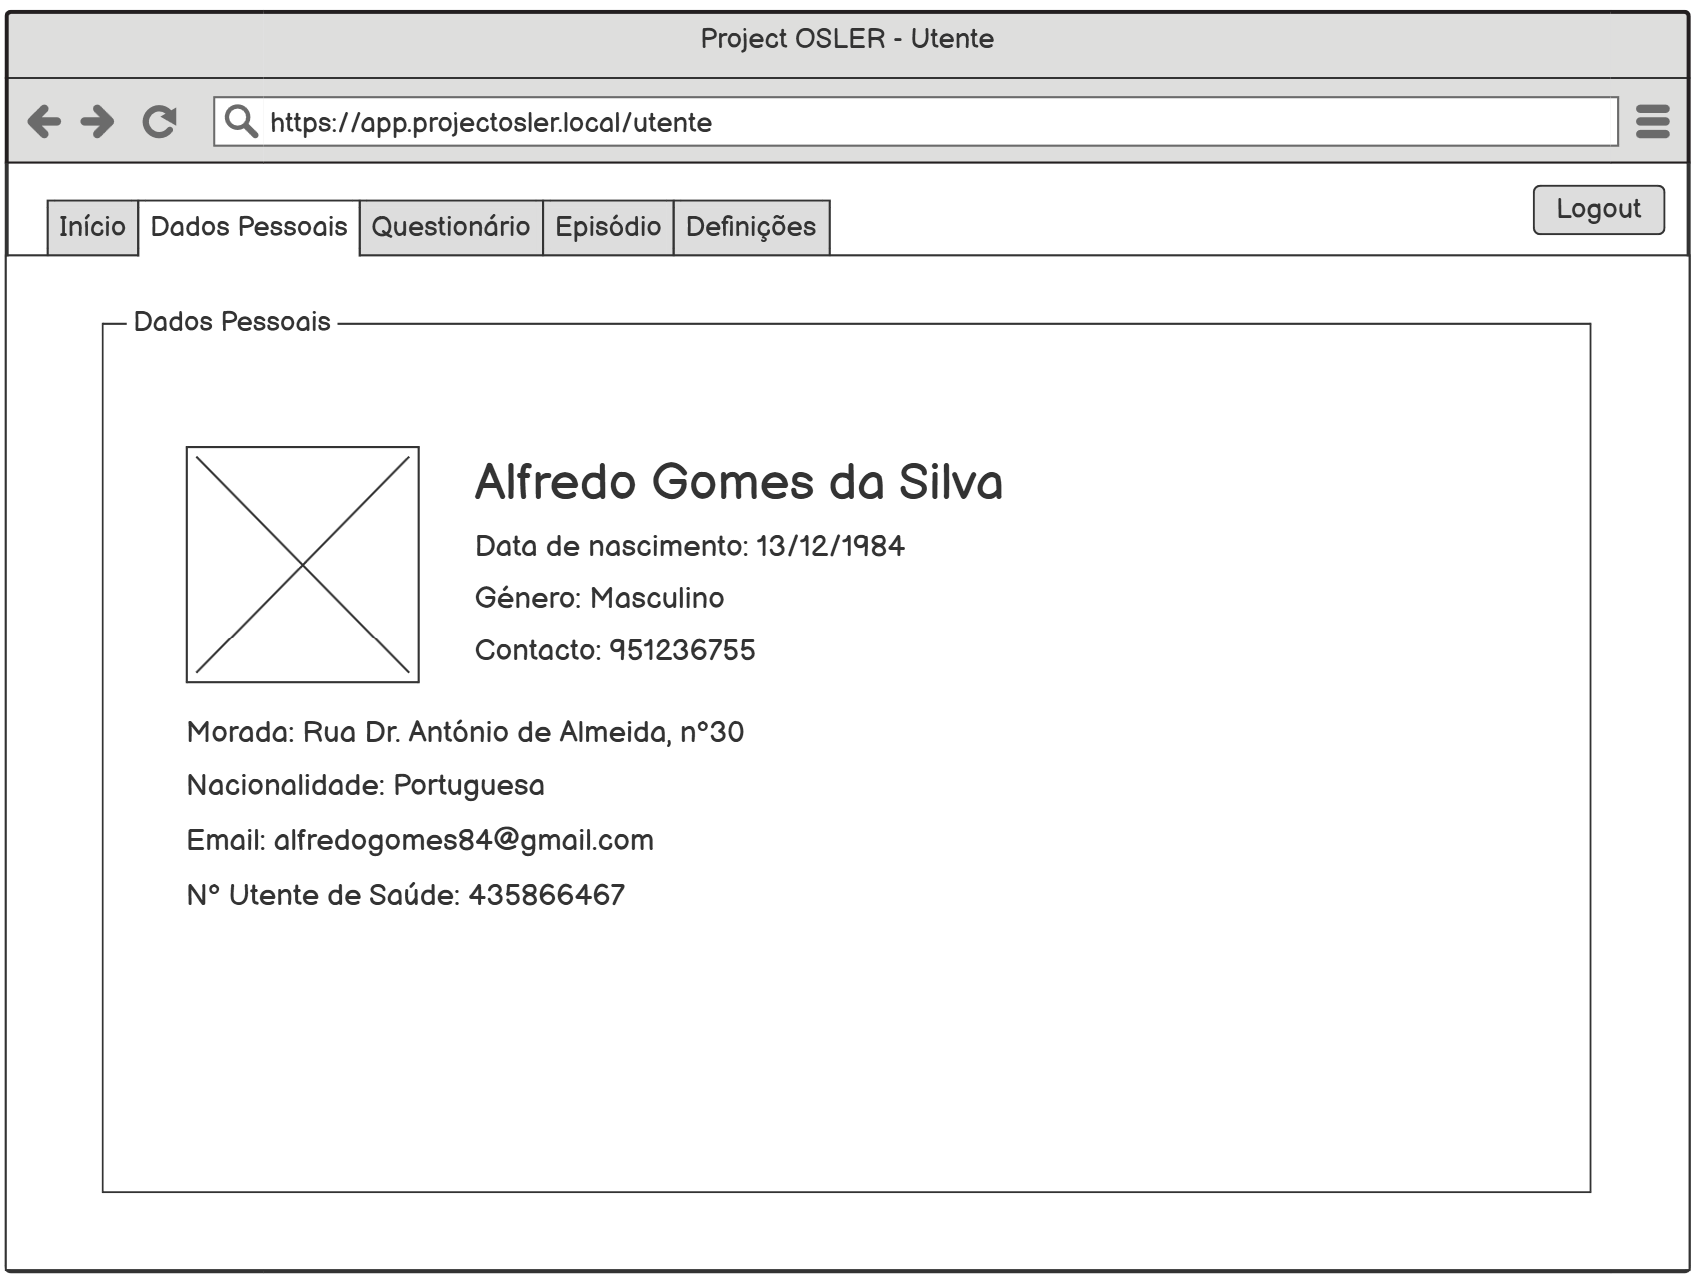 Project OSLER - Utente
https://app.projectosler.local/utente
Logout
Início Dados Pessoais Questionário Episódio Definições
Dados Pessoais
Alfredo Gomes da Silva
Data de nascimento: 13/12/1984
Género: Masculino
Contacto: 951236755
Morada: Rua Dr. António de Almeida, nº30
Nacionalidade: Portuguesa
Email: alfredogomes84@gmail.com
Nº Utente de Saúde: 435866467